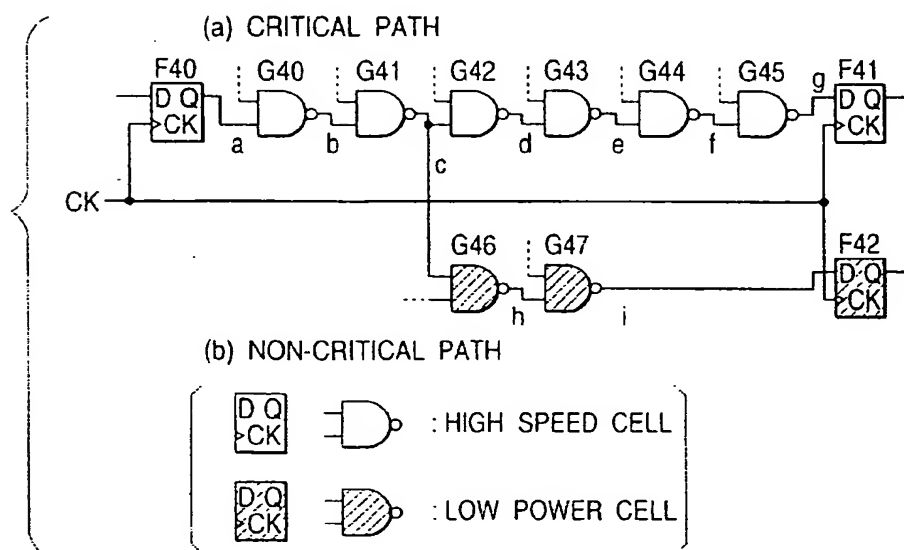 (a) CRITICAL PATH
F40 G40 G41 G42 G43 G44 G45 g F41
D Q D Q
CK CK
a b c d e f
CK
G46 G47 F42
D Q
CK
h i
(b) NON-CRITICAL PATH
D Q
CK : HIGH SPEED CELL
D Q
CK : LOW POWER CELL